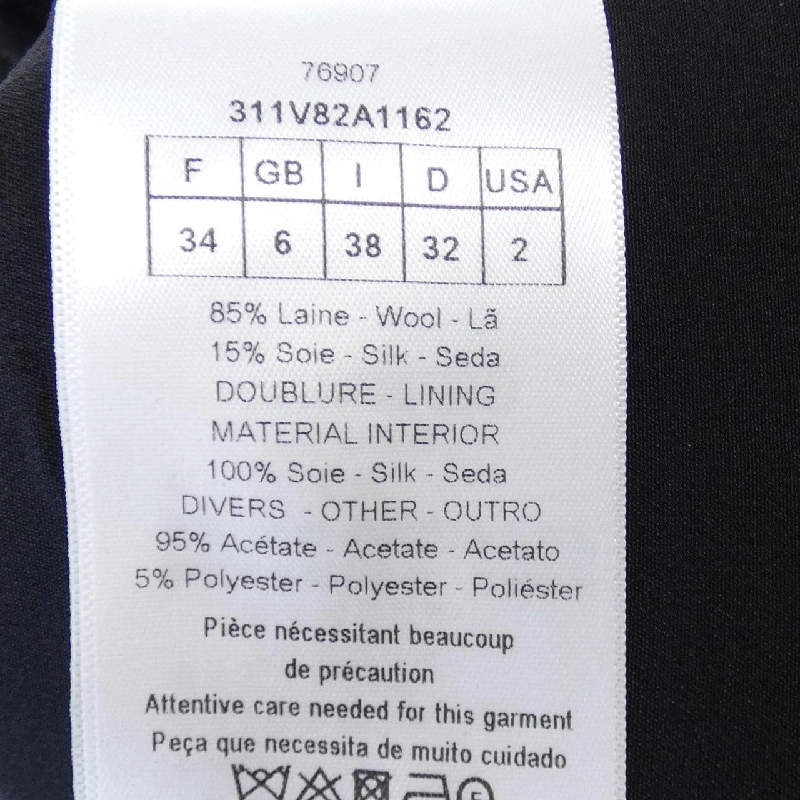 76907
311V82A1162
F GB I D USA
34 6 38 32 2
85% Laine - Wool - Lã
15% Soie - Silk - Seda
DOUBLURE - LINING
MATERIAL INTERIOR
100% Soie - Silk - Seda
DIVERS - OTHER - OUTRO
95% Acétate - Acetate - Acetato
5% Polyester - Polyester - Poliéster
Pièce nécessitant beaucoup
de précaution
Attentive care needed for this garment
Peça que necessita de muito cuidado